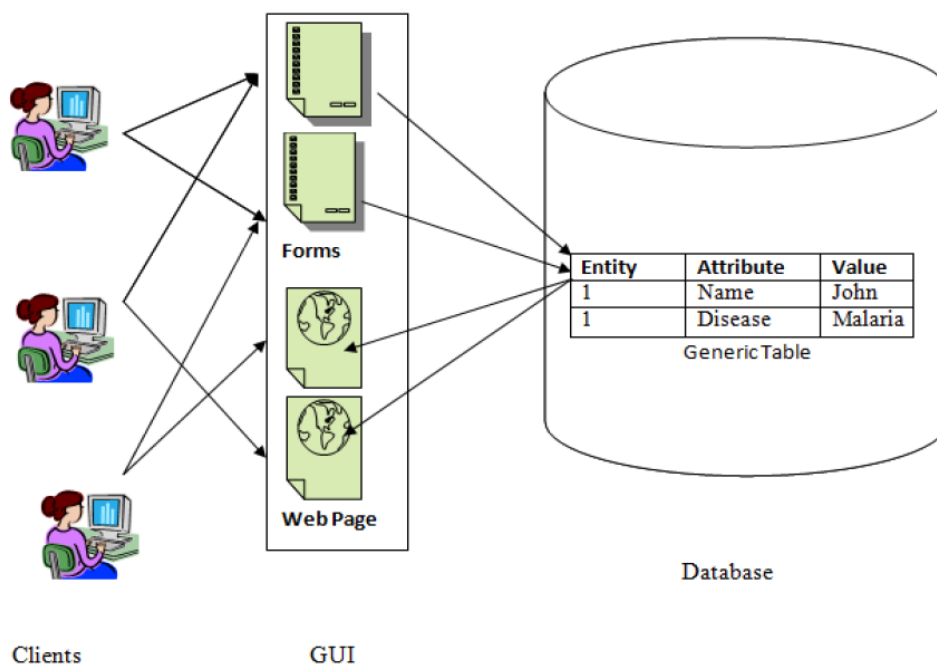 Forms
Entity Attribute Value
1 Name John
1 Disease Malaria
Generic Table
Web Page
Database
Clients GUI